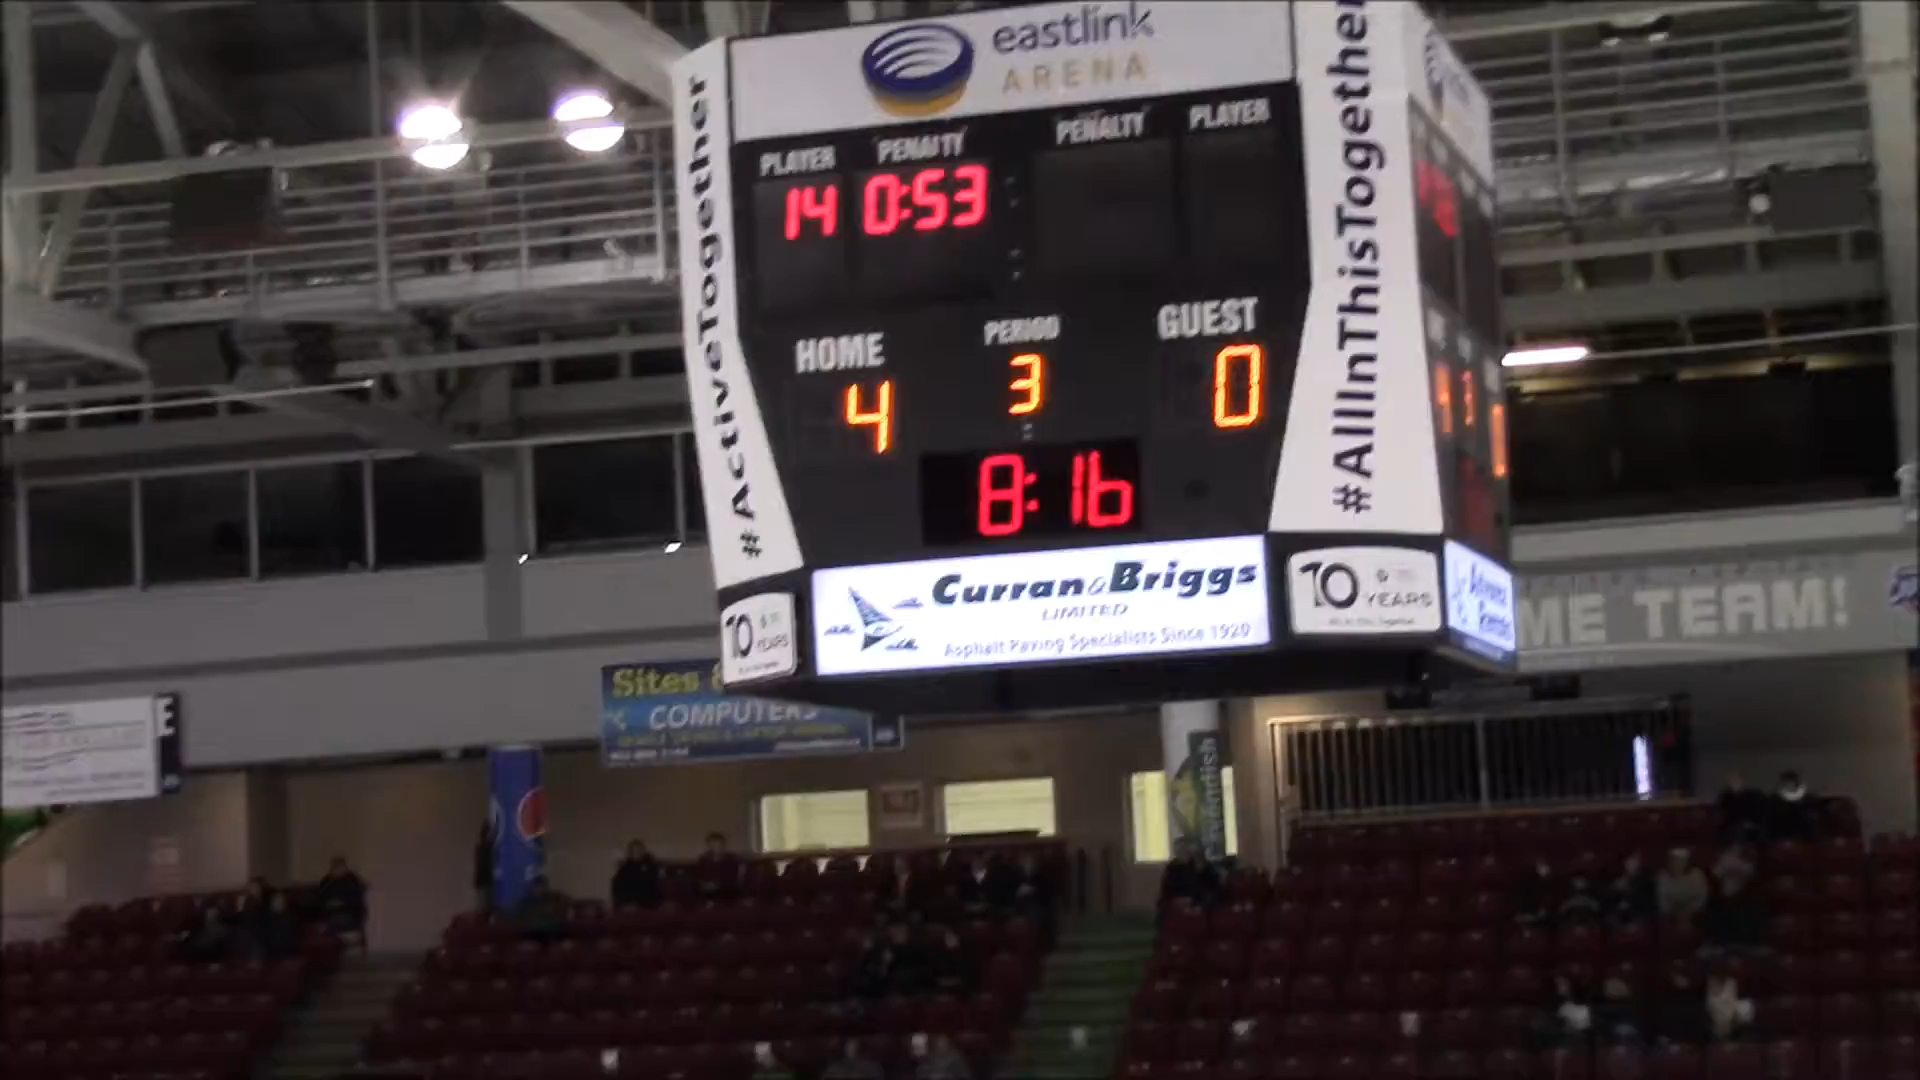 eastlink
ARENA
#ActiveTogether
#AllInThisTogether
PLAYER PENALTY PENALTY PLAYER
14 0:53
HOME PERIOD GUEST
4 3 0
8:16
Curran & Briggs
LIMITED
Asphalt Paving Specialists Since 1920
10 YEARS
10 YEARS
ME TEAM!
Sites
COMPUTERS
E